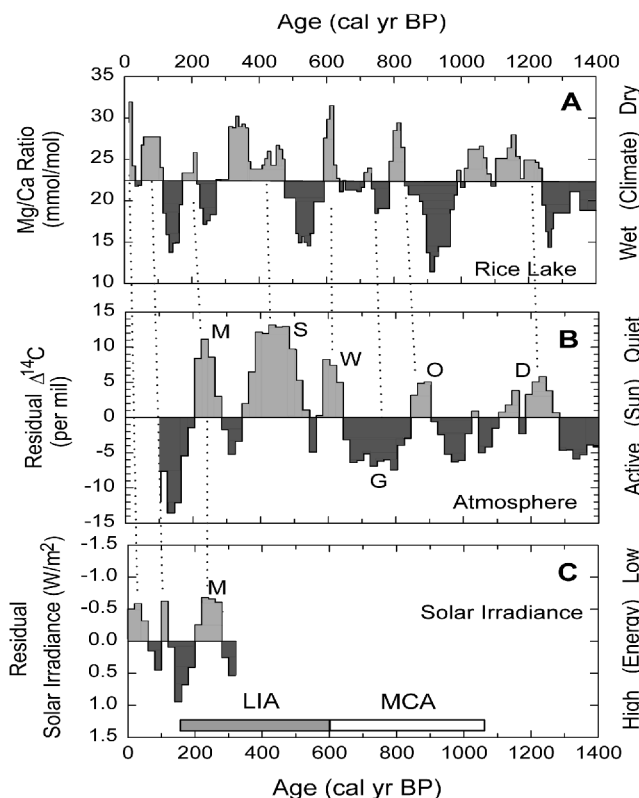 Age (cal yr BP)
0 200 400 600 800 1000 1200 1400
35
30
25
20
15
10
Mg/Ca Ratio
(mmol/mol)
A
Rice Lake
Wet (Climate) Dry
15
10
5
0
-5
-10
-15
Residual Δ14C
(per mil)
M
S
W
G
O
D
B
Atmosphere
Active (Sun) Quiet
-1.5
-1.0
-0.5
0.0
0.5
1.0
1.5
Residual
Solar Irradiance (W/m²)
M
C
Solar Irradiance
High (Energy) Low
LIA MCA
0 200 400 600 800 1000 1200 1400
Age (cal yr BP)